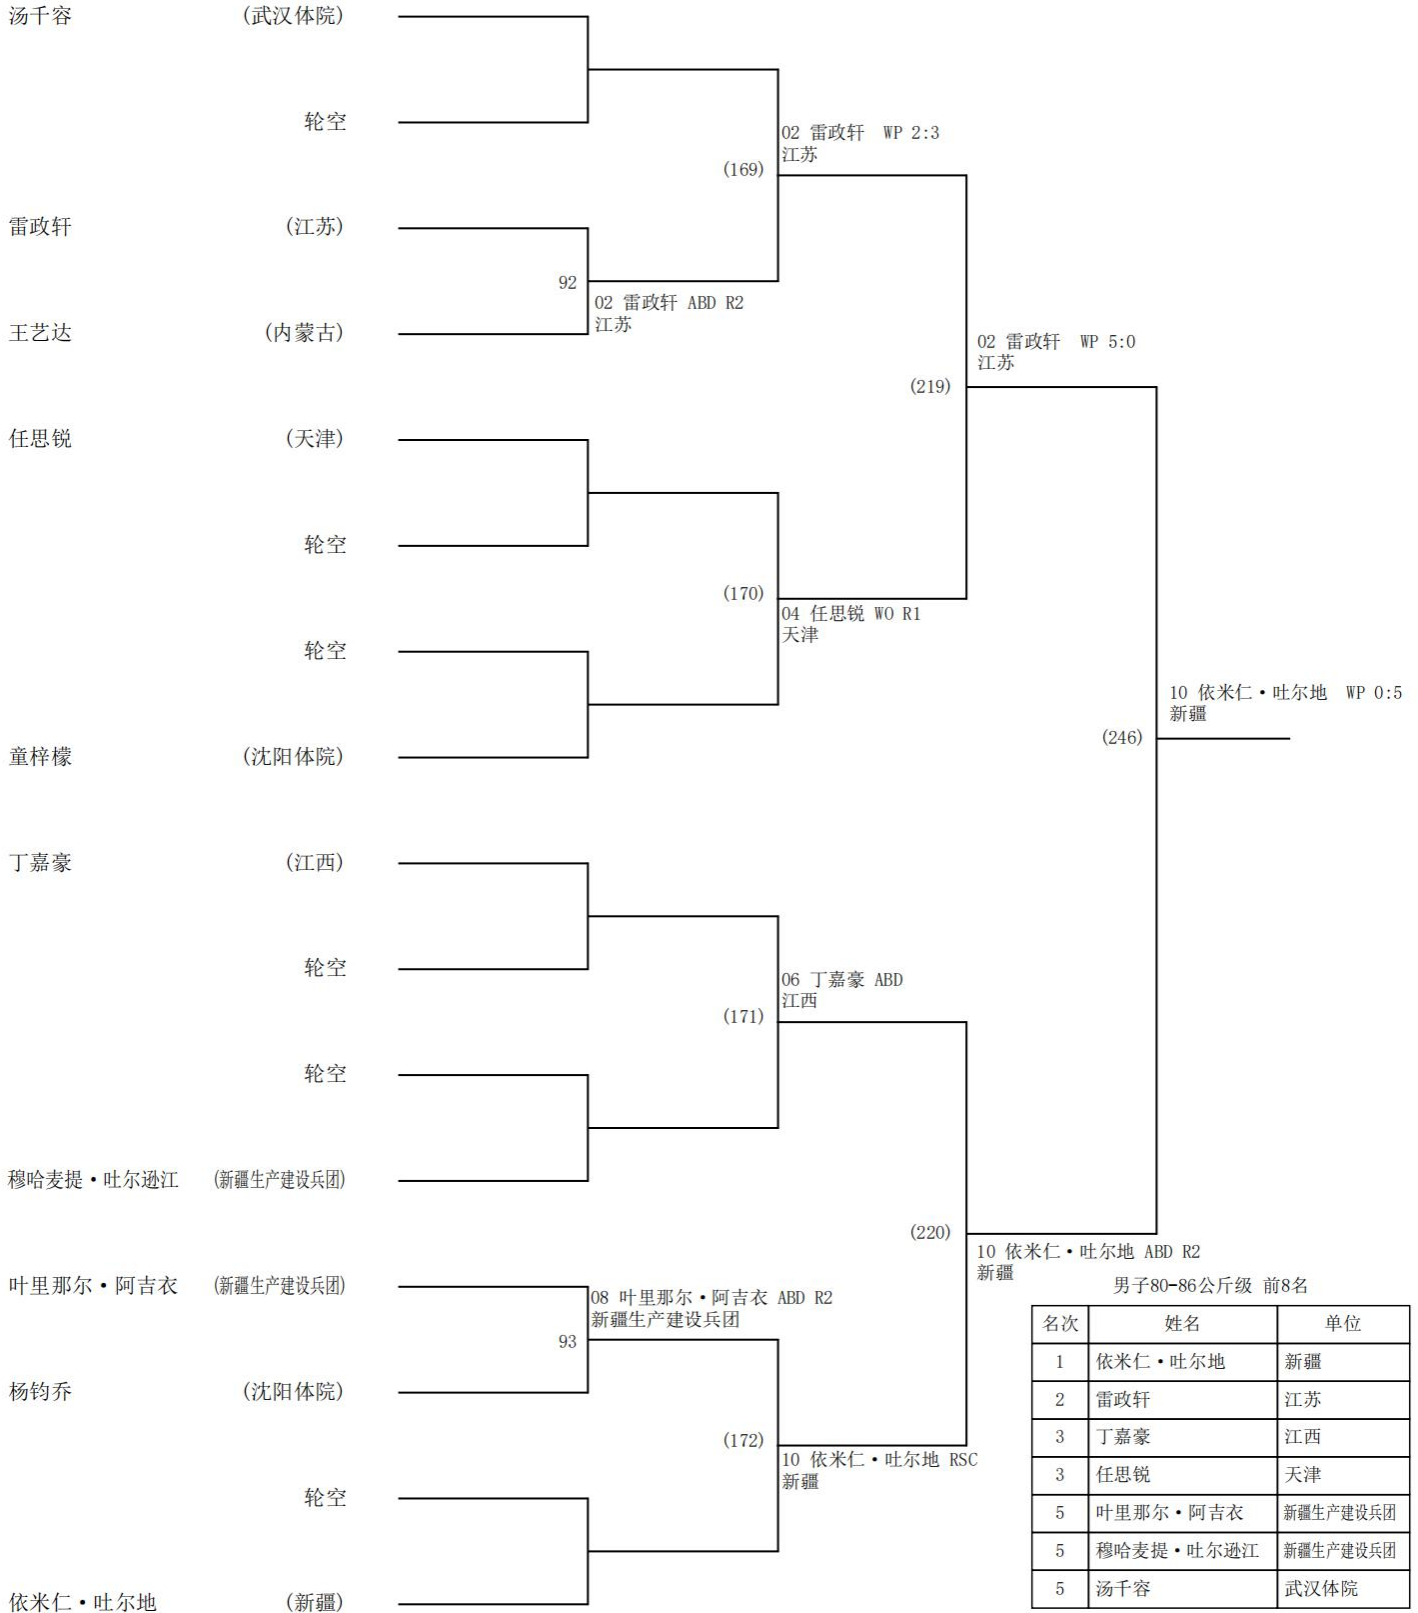 汤千容 (武汉体院)
轮空
02 雷政轩 WP 2:3
江苏
(169)
雷政轩 (江苏)
92
02 雷政轩 ABD R2
江苏
王艺达 (内蒙古)
02 雷政轩 WP 5:0
江苏
(219)
任思锐 (天津)
轮空
(170)
04 任思锐 WO R1
天津
轮空
10 依米仁·吐尔地 WP 0:5
新疆
(246)
童梓檬 (沈阳体院)
丁嘉豪 (江西)
轮空
06 丁嘉豪 ABD
江西
(171)
轮空
穆哈麦提·吐尔逊江 (新疆生产建设兵团)
(220)
10 依米仁·吐尔地 ABD R2
新疆
叶里那尔·阿吉衣 (新疆生产建设兵团)
08 叶里那尔·阿吉衣 ABD R2
新疆生产建设兵团
93
杨钧乔 (沈阳体院)
(172)
10 依米仁·吐尔地 RSC
新疆
轮空
依米仁·吐尔地 (新疆)
男子80-86公斤级 前8名
名次 姓名 单位
1 依米仁·吐尔地 新疆
2 雷政轩 江苏
3 丁嘉豪 江西
3 任思锐 天津
5 叶里那尔·阿吉衣 新疆生产建设兵团
5 穆哈麦提·吐尔逊江 新疆生产建设兵团
5 汤千容 武汉体院